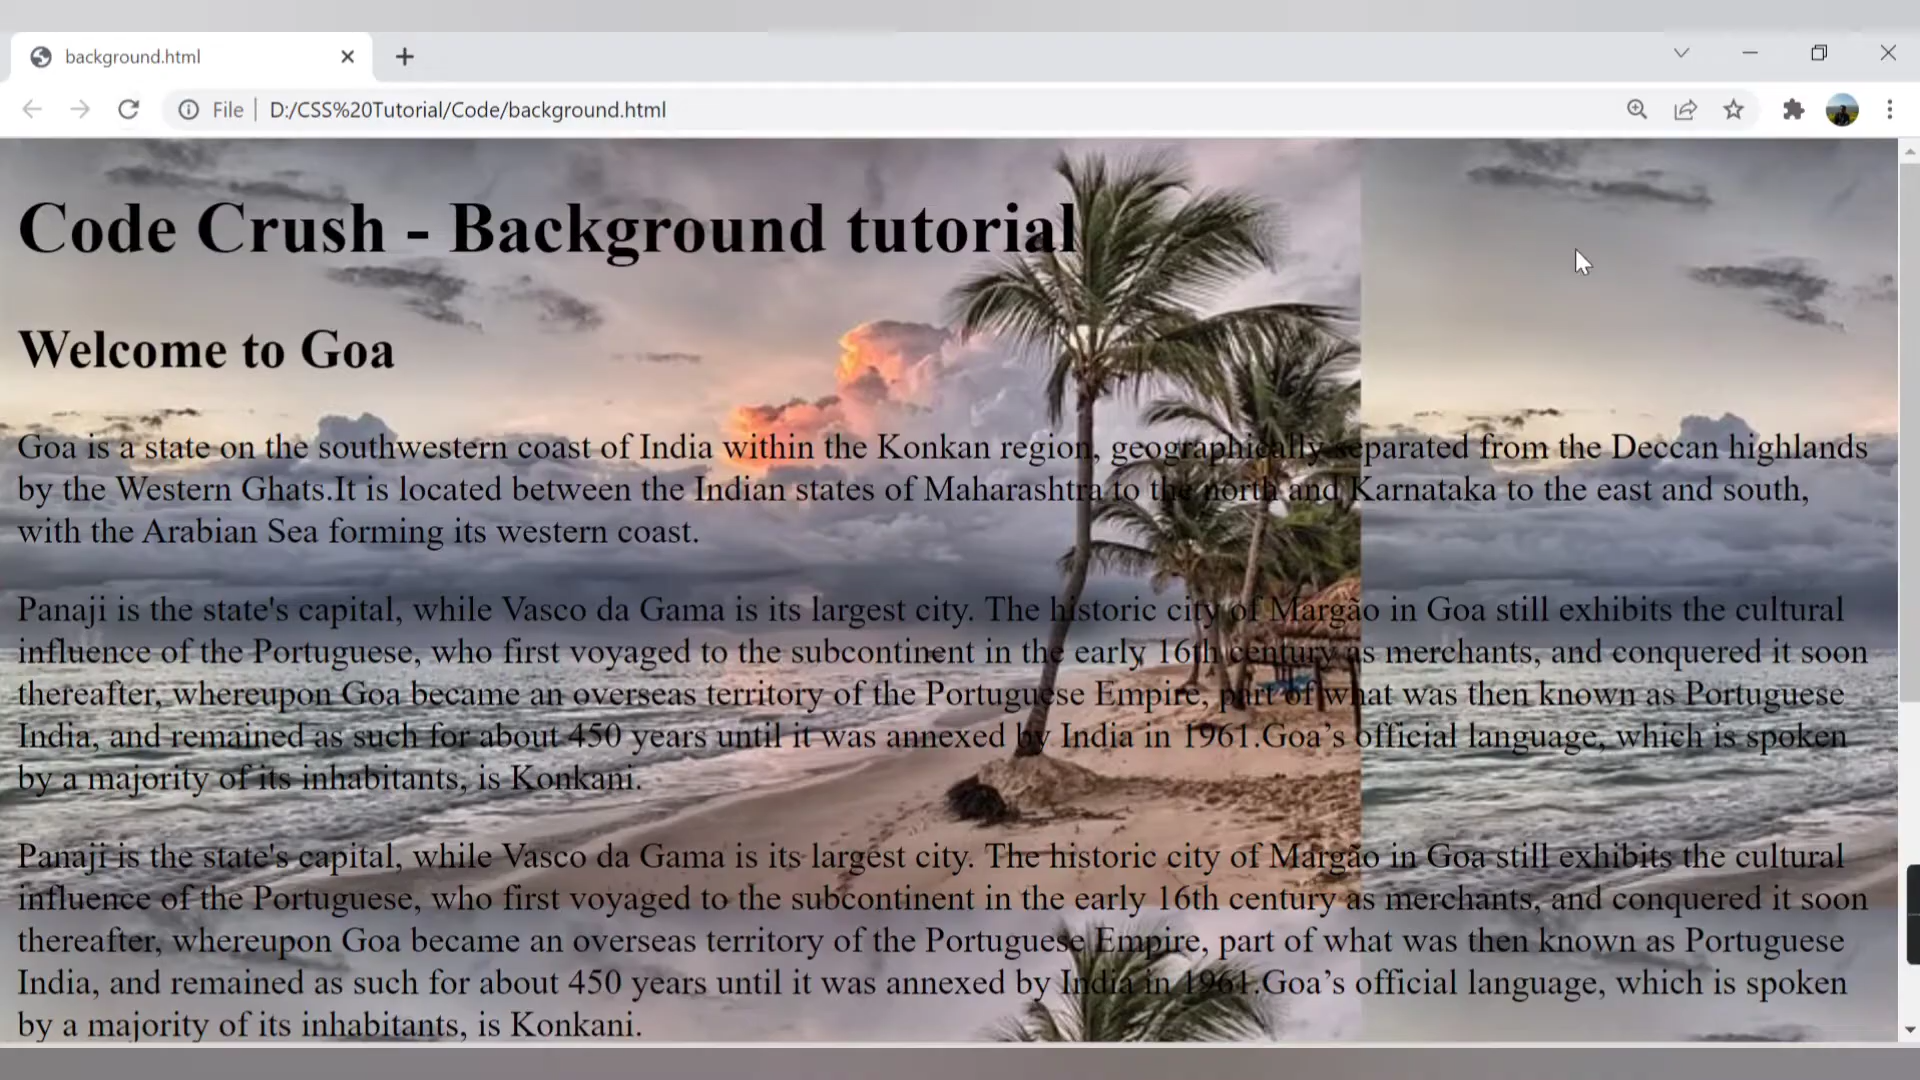 background.html
File
D:/CSS%20Tutorial/Code/background.html
Code Crush - Background tutorial
Welcome to Goa
Goa is a state on the southwestern coast of India within the Konkan region, geographically separated from the Deccan highlands
by the Western Ghats.It is located between the Indian states of Maharashtra to the north and Karnataka to the east and south,
with the Arabian Sea forming its western coast.
Panaji is the state's capital, while Vasco da Gama is its largest city. The historic city of Margão in Goa still exhibits the cultural
influence of the Portuguese, who first voyaged to the subcontinent in the early 16th century as merchants, and conquered it soon
thereafter, whereupon Goa became an overseas territory of the Portuguese Empire, part of what was then known as Portuguese
India, and remained as such for about 450 years until it was annexed by India in 1961.Goa’s official language, which is spoken
by a majority of its inhabitants, is Konkani.
Panaji is the state's capital, while Vasco da Gama is its largest city. The historic city of Margão in Goa still exhibits the cultural
influence of the Portuguese, who first voyaged to the subcontinent in the early 16th century as merchants, and conquered it soon
thereafter, whereupon Goa became an overseas territory of the Portuguese Empire, part of what was then known as Portuguese
India, and remained as such for about 450 years until it was annexed by India in 1961.Goa’s official language, which is spoken
by a majority of its inhabitants, is Konkani.